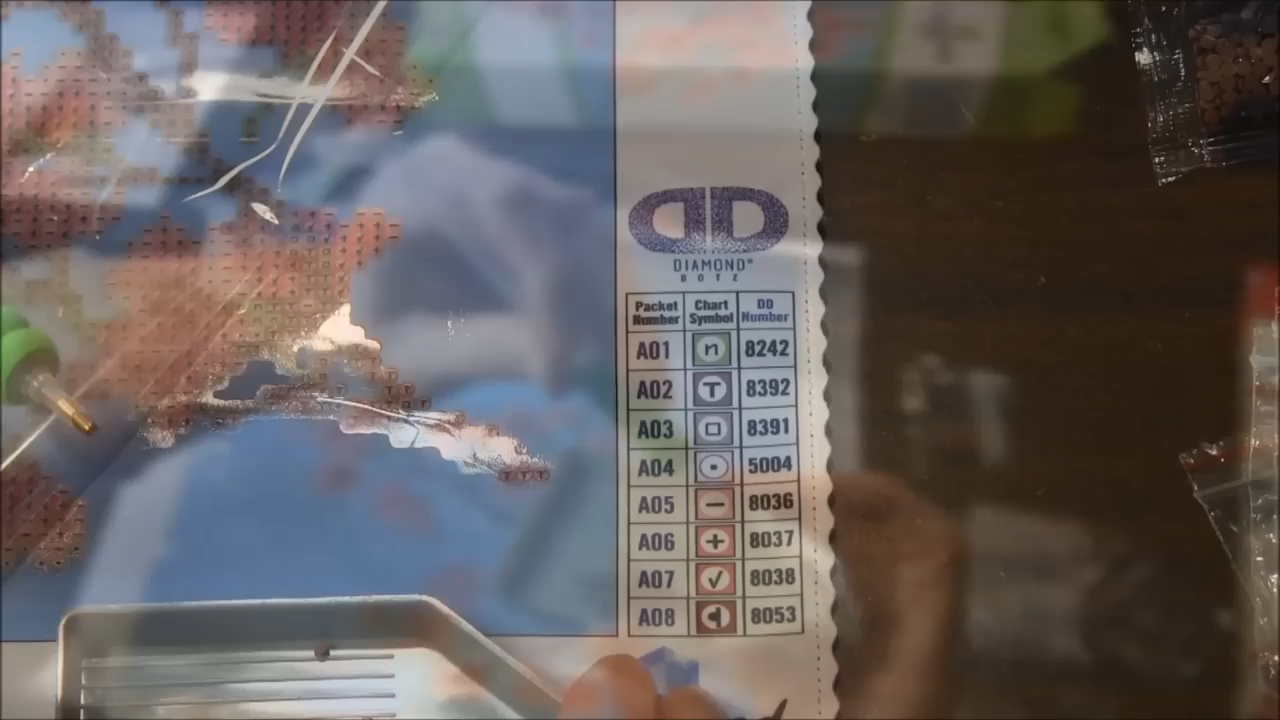 DD
DIAMOND®
DOTZ
Packet Number Chart Symbol DD Number
A01 n 8242
A02 T 8392
A03 8391
A04 5004
A05 − 8036
A06 + 8037
A07 ✓ 8038
A08 8053